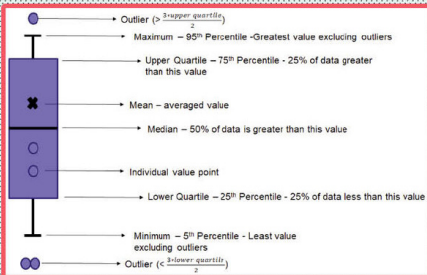 Outlier (> 3*upper quartile / 2)
Maximum – 95th Percentile -Greatest value excluding outliers
Upper Quartile – 75th Percentile - 25% of data greater
than this value
Mean – averaged value
Median – 50% of data is greater than this value
Individual value point
Lower Quartile – 25th Percentile - 25% of data less than this value
Minimum – 5th Percentile - Least value
excluding outliers
Outlier (< 3*lower quartile / 2)